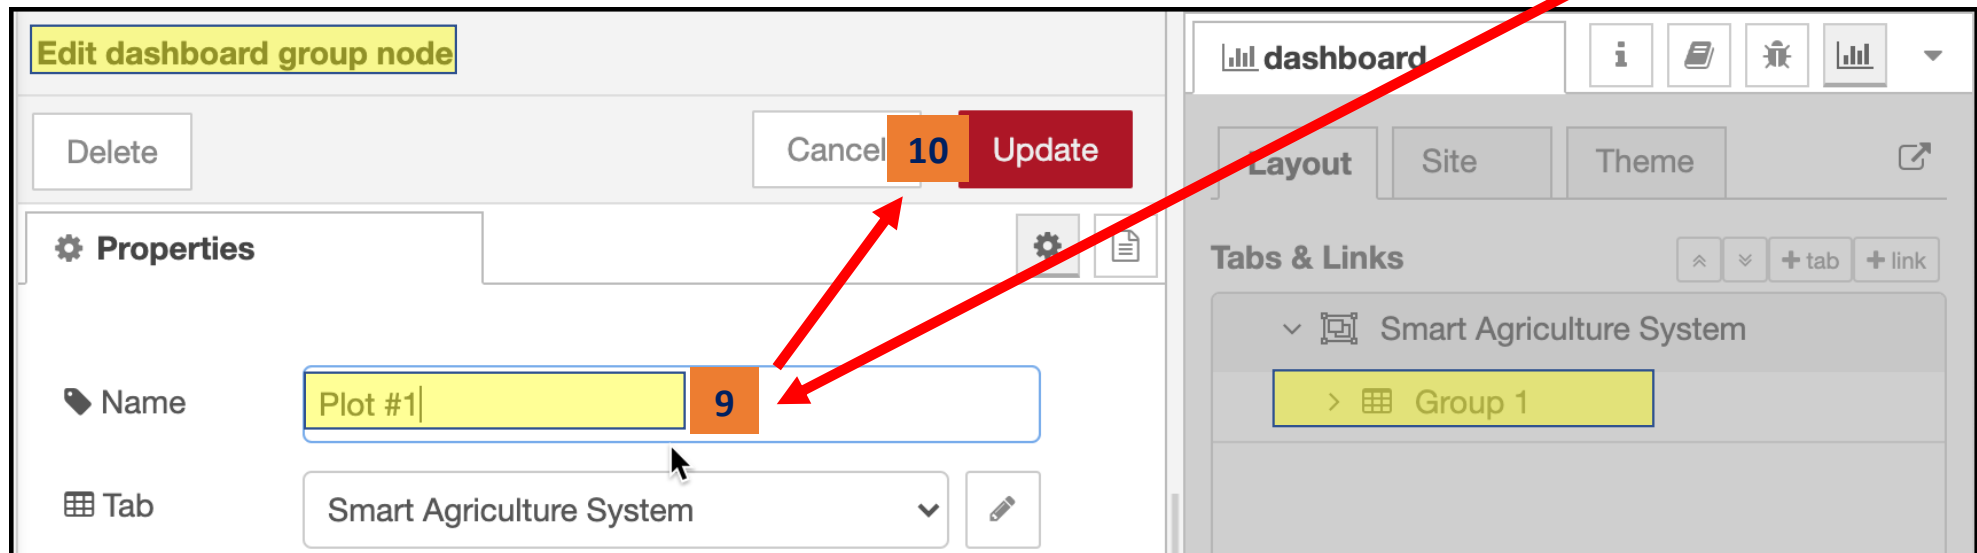 Edit dashboard group node
Delete
Cancel
10
Update
Properties
Name
Plot #1
9
Tab
Smart Agriculture System
dashboard
i
Layout
Site
Theme
Tabs & Links
+ tab
+ link
Smart Agriculture System
Group 1